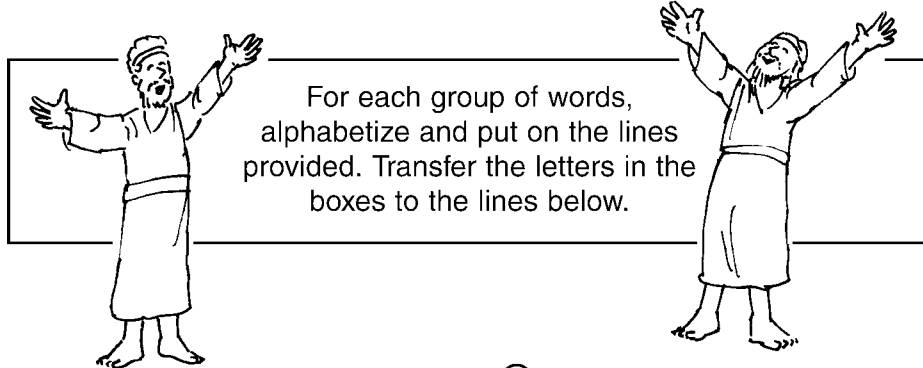 For each group of words,
alphabetize and put on the lines
provided. Transfer the letters in the
boxes to the lines below.